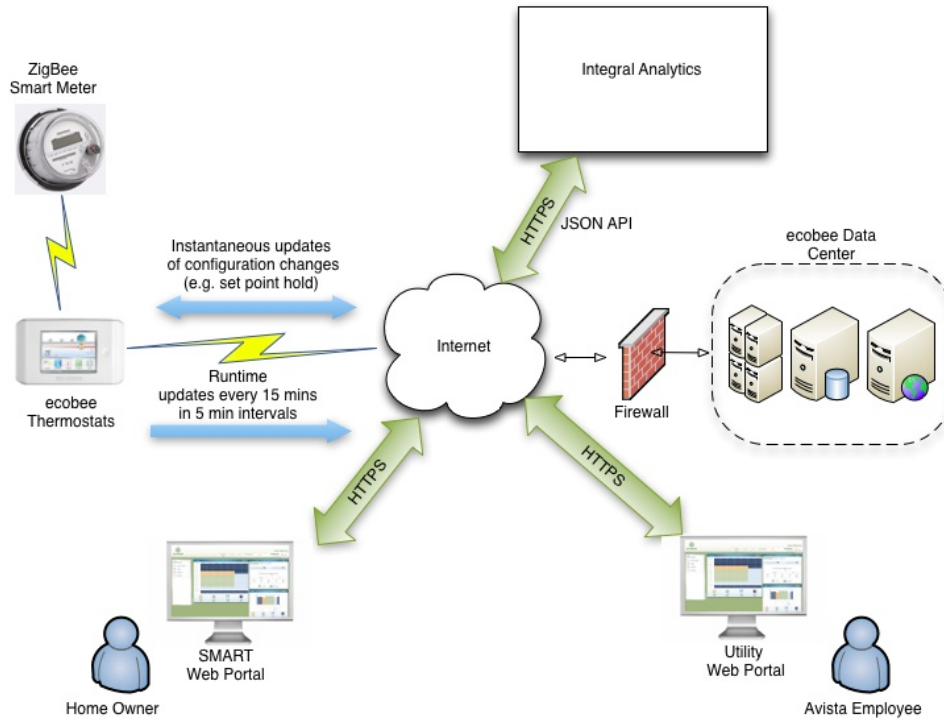 ZigBee
Smart Meter
Integral Analytics
HTTPS
JSON API
ecobee Data
Center
Instantaneous updates
of configuration changes
(e.g. set point hold)
Internet
Runtime
updates every 15 mins
in 5 min intervals
ecobee
Thermostats
Firewall
HTTPS
HTTPS
SMART
Web Portal
Utility
Web Portal
Home Owner
Avista Employee